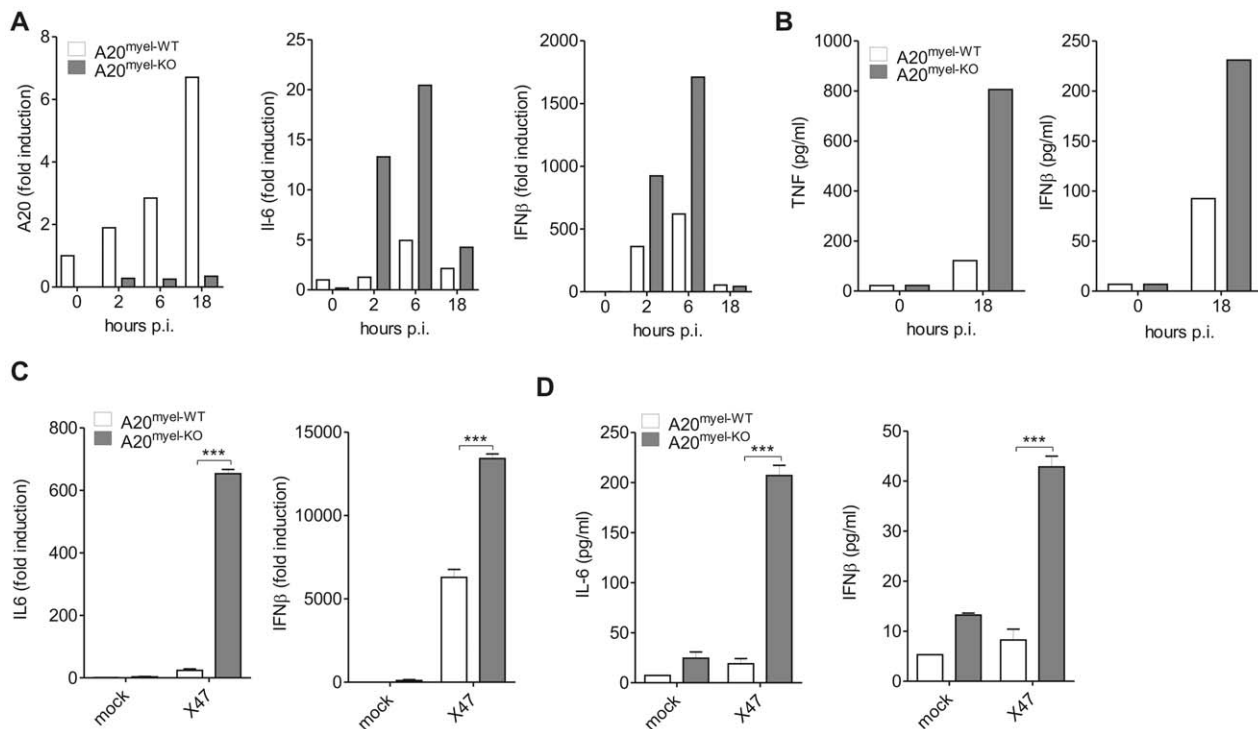 A
A20myel-WT
A20myel-KO
A20 (fold induction)
8
6
4
2
0
0 2 6 18
hours p.i.
Il-6 (fold induction)
25
20
15
10
5
0
0 2 6 18
hours p.i.
IFNβ (fold induction)
2000
1500
1000
500
0
0 2 6 18
hours p.i.
B
A20myel-WT
A20myel-KO
TNF (pg/ml)
1000
800
600
400
200
0
0 18
hours p.i.
IFNβ (pg/ml)
250
200
150
100
50
0
0 18
hours p.i.
C
A20myel-WT
A20myel-KO
IL6 (fold induction)
800
600
400
200
0
***
mock X47
IFNβ (fold induction)
15000
10000
5000
0
***
mock X47
D
A20myel-WT
A20myel-KO
IL-6 (pg/ml)
250
200
150
100
50
0
***
mock X47
IFNβ (pg/ml)
50
40
30
20
10
0
***
mock X47